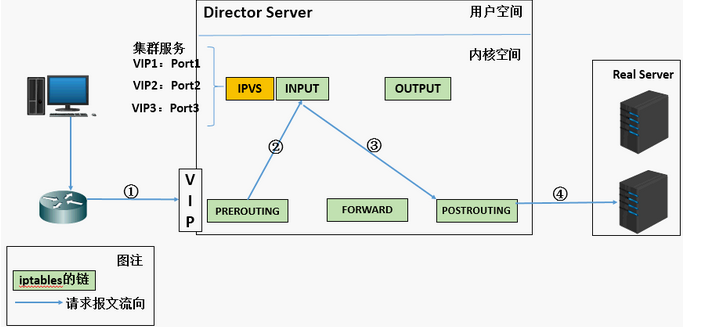 Director Server
用户空间
集群服务
VIP1：Port1
VIP2：Port2
VIP3：Port3
内核空间
IPVS
INPUT
OUTPUT
Real Server
②
③
①
VIP
④
PREROUTING
FORWARD
POSTROUTING
图注
iptables的链
请求报文流向